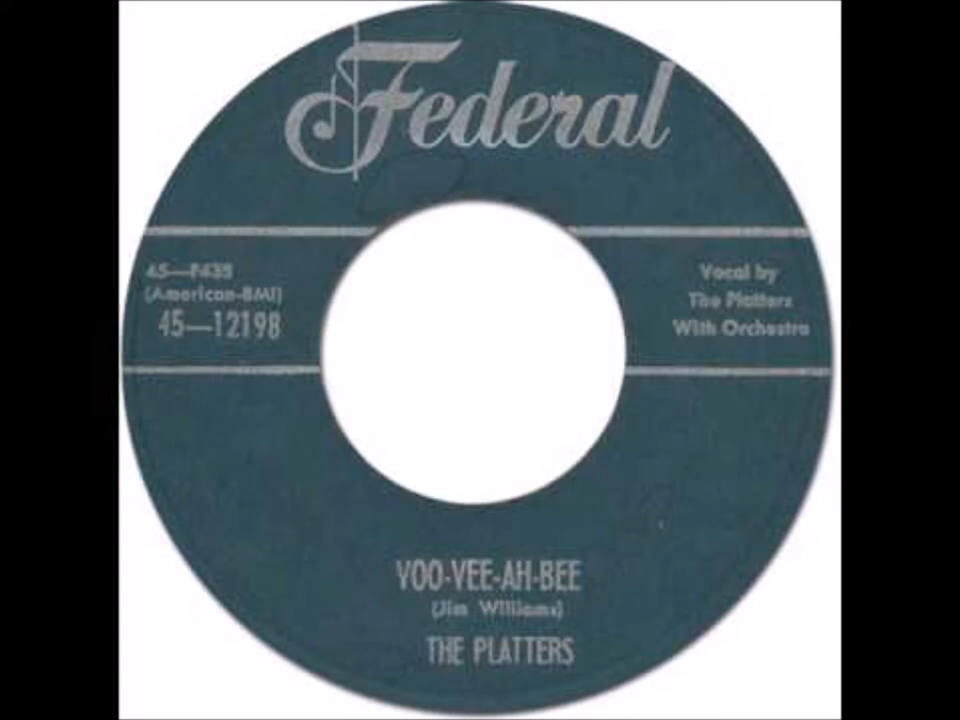 Federal
45—F435
(American-BMI)
45—12198
Vocal by
The Platters
With Orchestra
VOO-VEE-AH-BEE
(Jim Williams)
THE PLATTERS